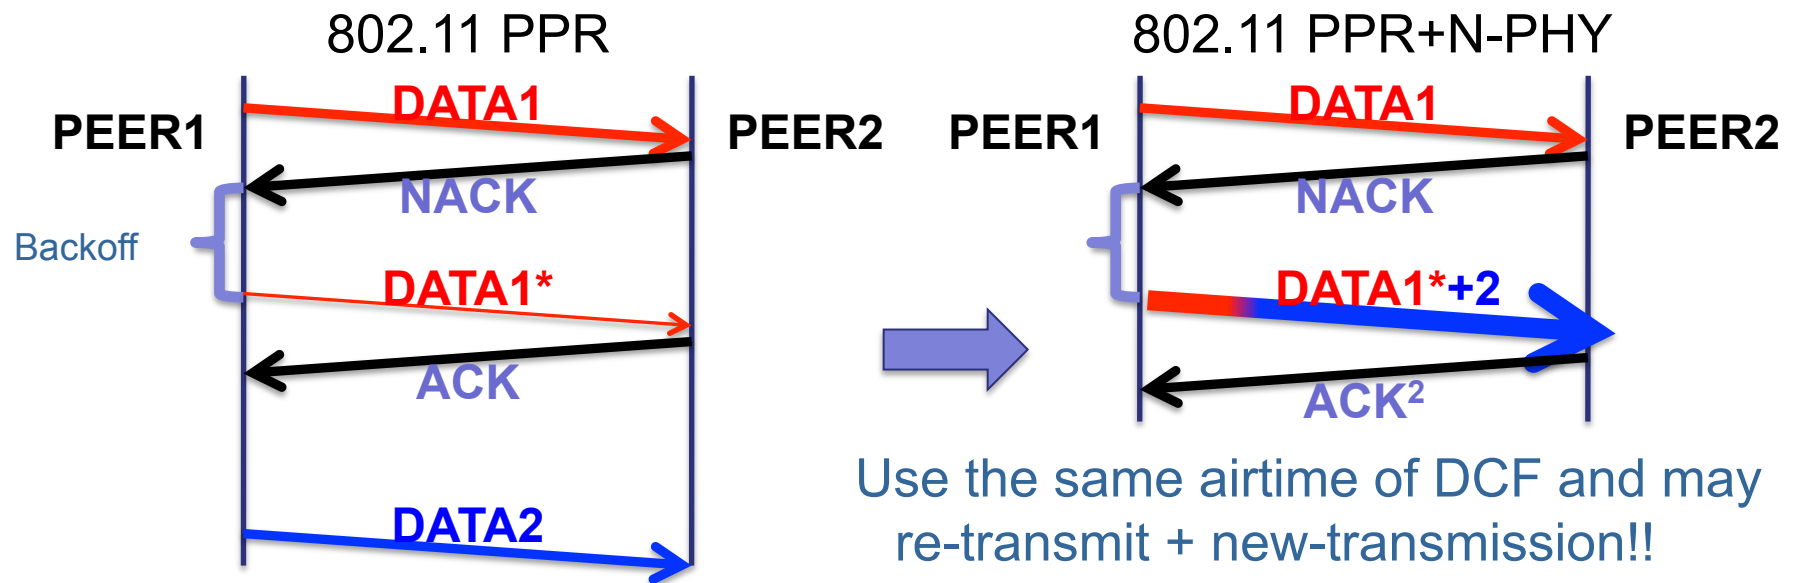 802.11 PPR
DATA1
PEER1
PEER2
NACK
Backoff
DATA1*
ACK
DATA2
802.11 PPR+N-PHY
DATA1
PEER1
PEER2
NACK
DATA1*+2
ACK²
Use the same airtime of DCF and may
re-transmit + new-transmission!!